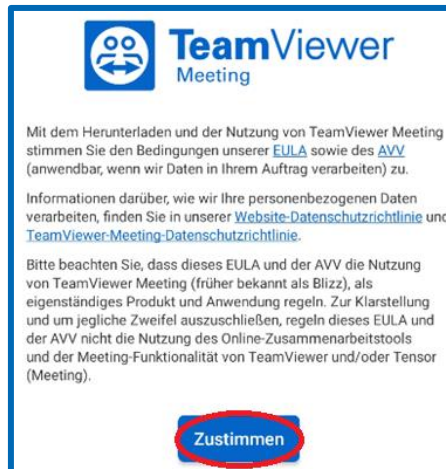 TeamViewer
Meeting
Mit dem Herunterladen und der Nutzung von TeamViewer Meeting
stimmen Sie den Bedingungen unserer EULA sowie des AVV
(anwendbar, wenn wir Daten in Ihrem Auftrag verarbeiten) zu.
Informationen darüber, wie wir Ihre personenbezogenen Daten
verarbeiten, finden Sie in unserer Website-Datenschutzrichtlinie und
TeamViewer-Meeting-Datenschutzrichtlinie.
Bitte beachten Sie, dass dieses EULA und der AVV die Nutzung
von TeamViewer Meeting (früher bekannt als Blizz), als
eigenständiges Produkt und Anwendung regeln. Zur Klarstellung
und um jegliche Zweifel auszuschließen, regeln dieses EULA und
der AVV nicht die Nutzung des Online-Zusammenarbeitstools
und der Meeting-Funktionalität von TeamViewer und/oder Tensor
(Meeting).
Zustimmen